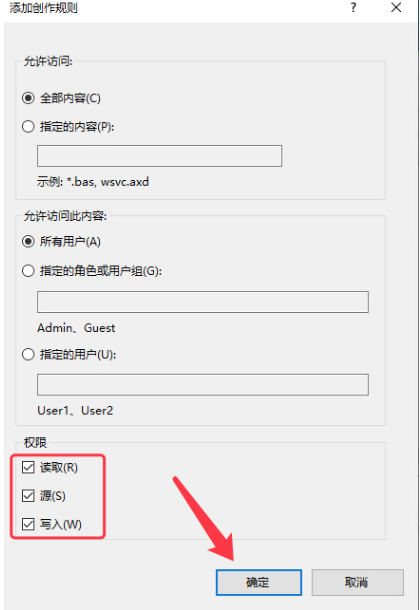 添加创作规则
允许访问:
全部内容(C)
指定的内容(P):
示例: *.bas, wsvc.axd
允许访问此内容:
所有用户(A)
指定的角色或用户组(G):
Admin、Guest
指定的用户(U):
User1、User2
权限
读取(R)
源(S)
写入(W)
确定
取消